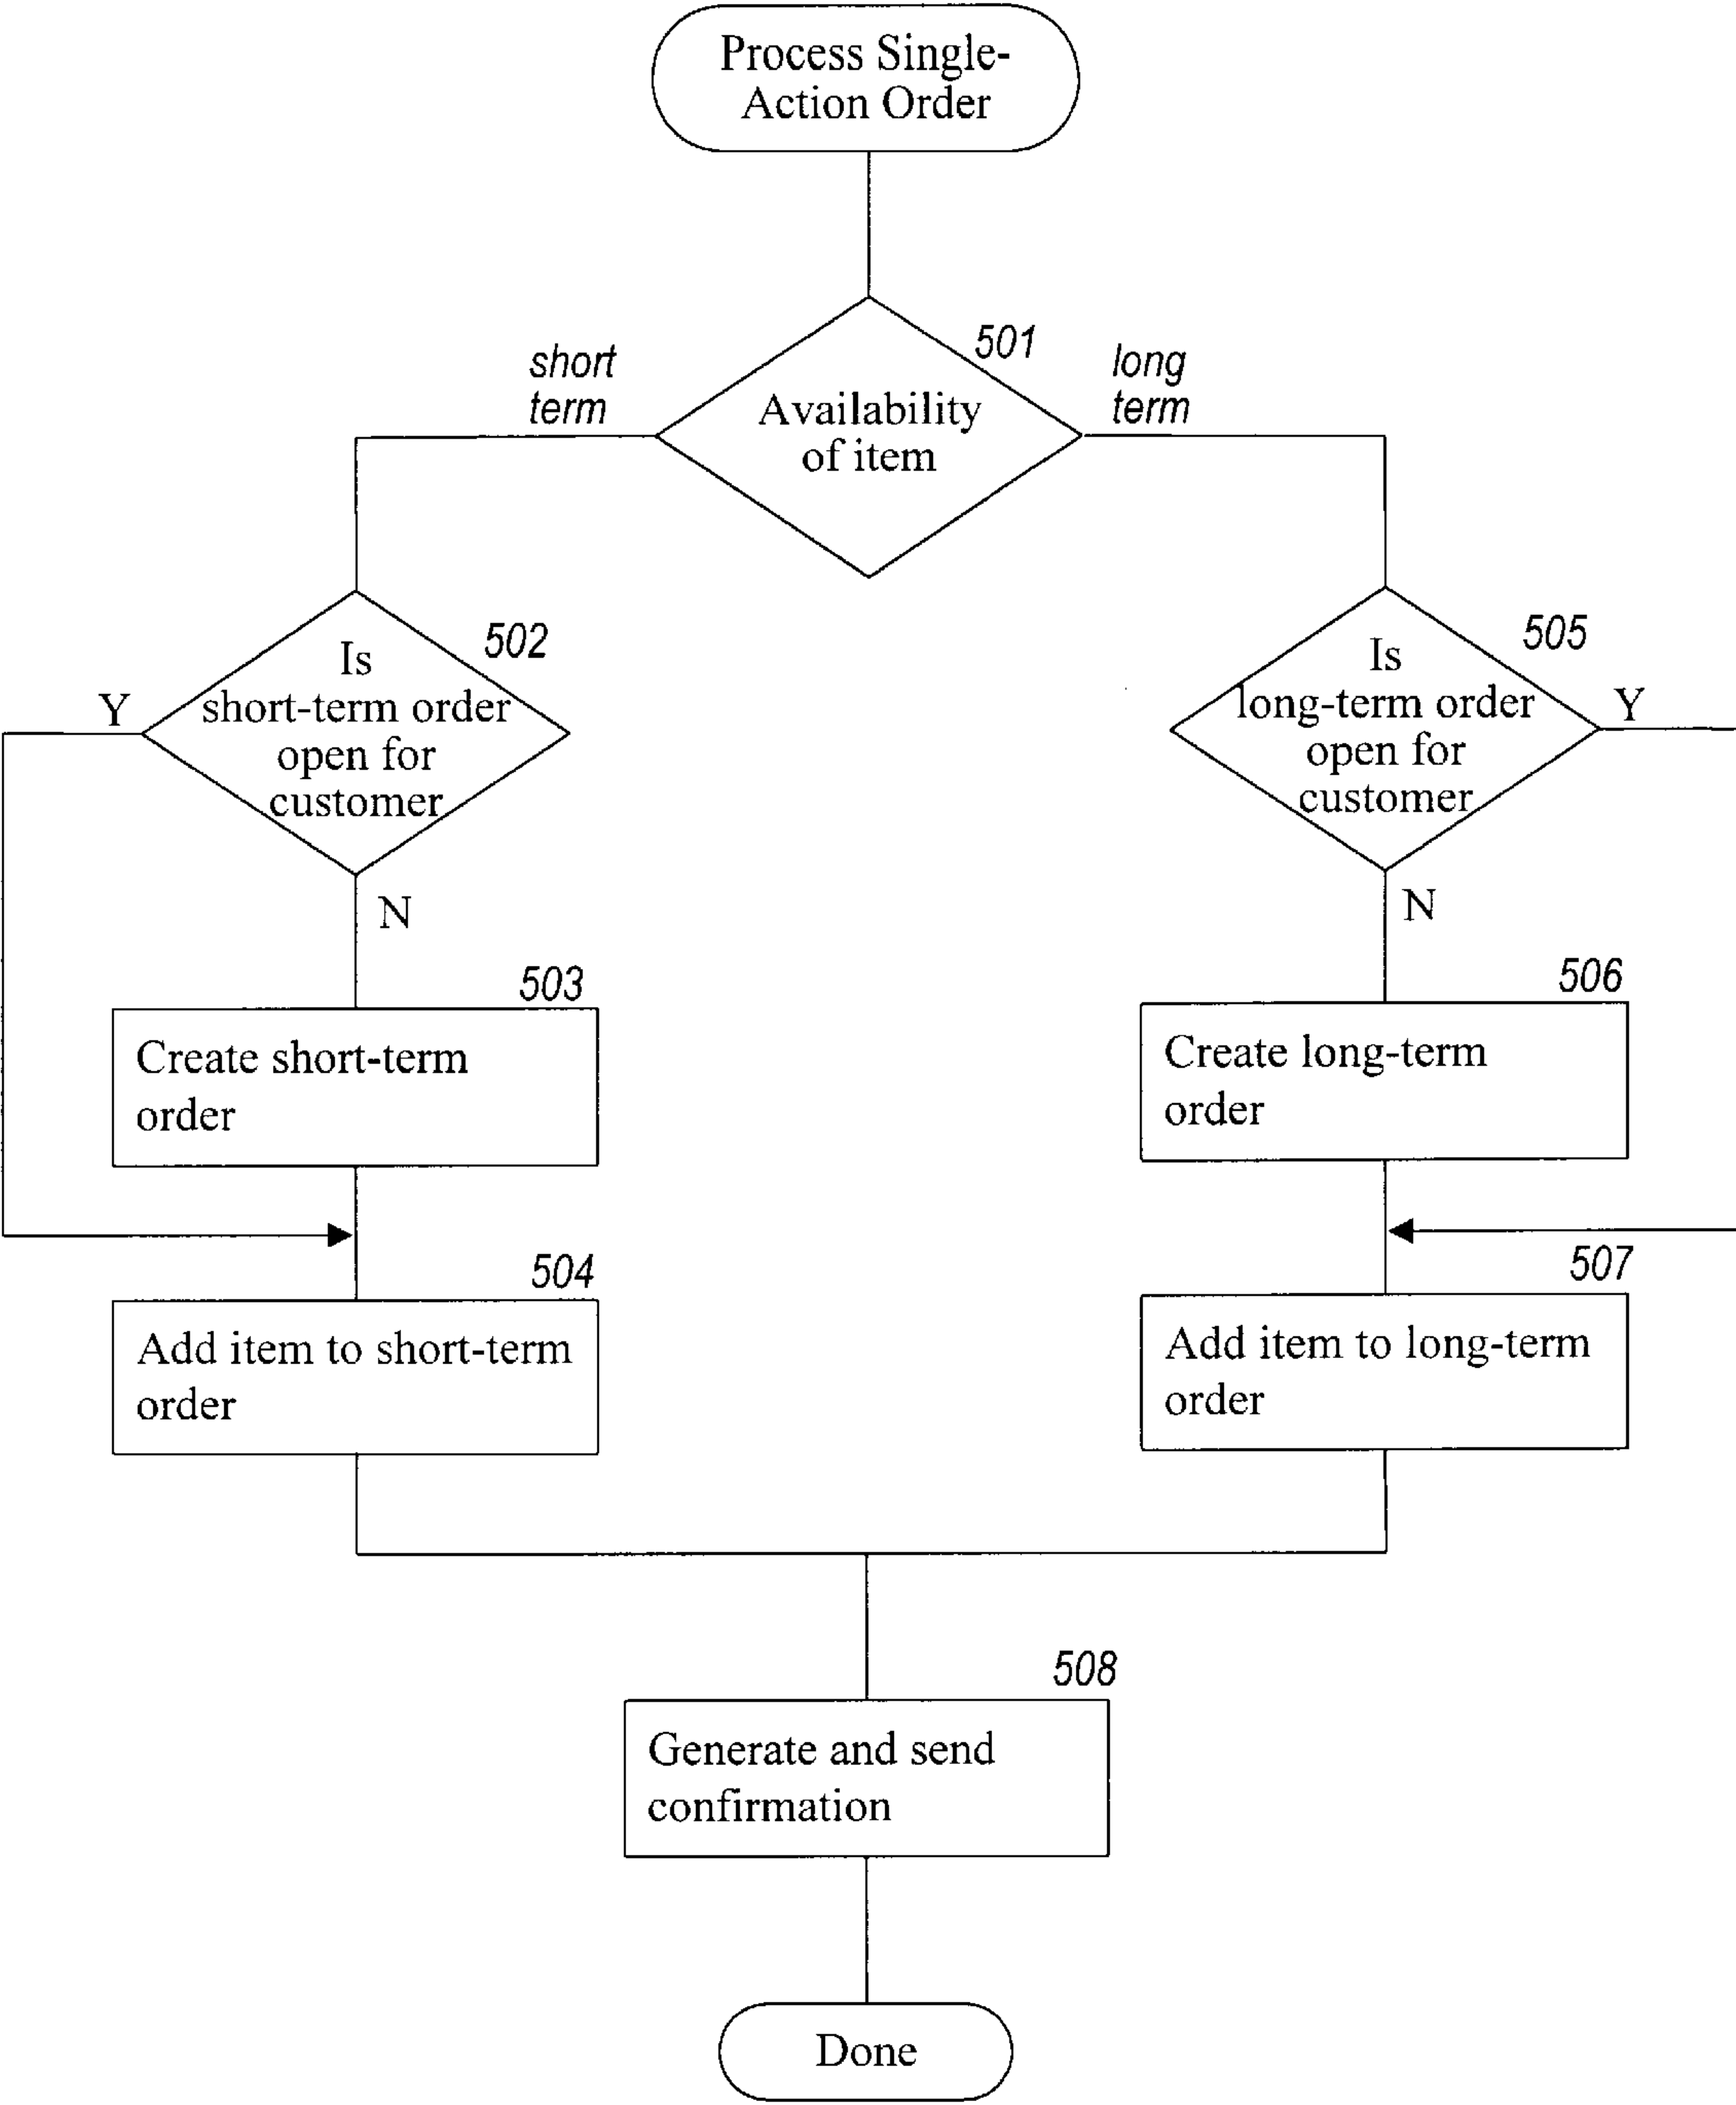 Process Single-
Action Order
501
short
term
long
term
Availability
of item
502
Is
short-term order
open for
customer
Y
N
505
Is
long-term order
open for
customer
Y
N
503
Create short-term
order
506
Create long-term
order
504
Add item to short-term
order
507
Add item to long-term
order
508
Generate and send
confirmation
Done